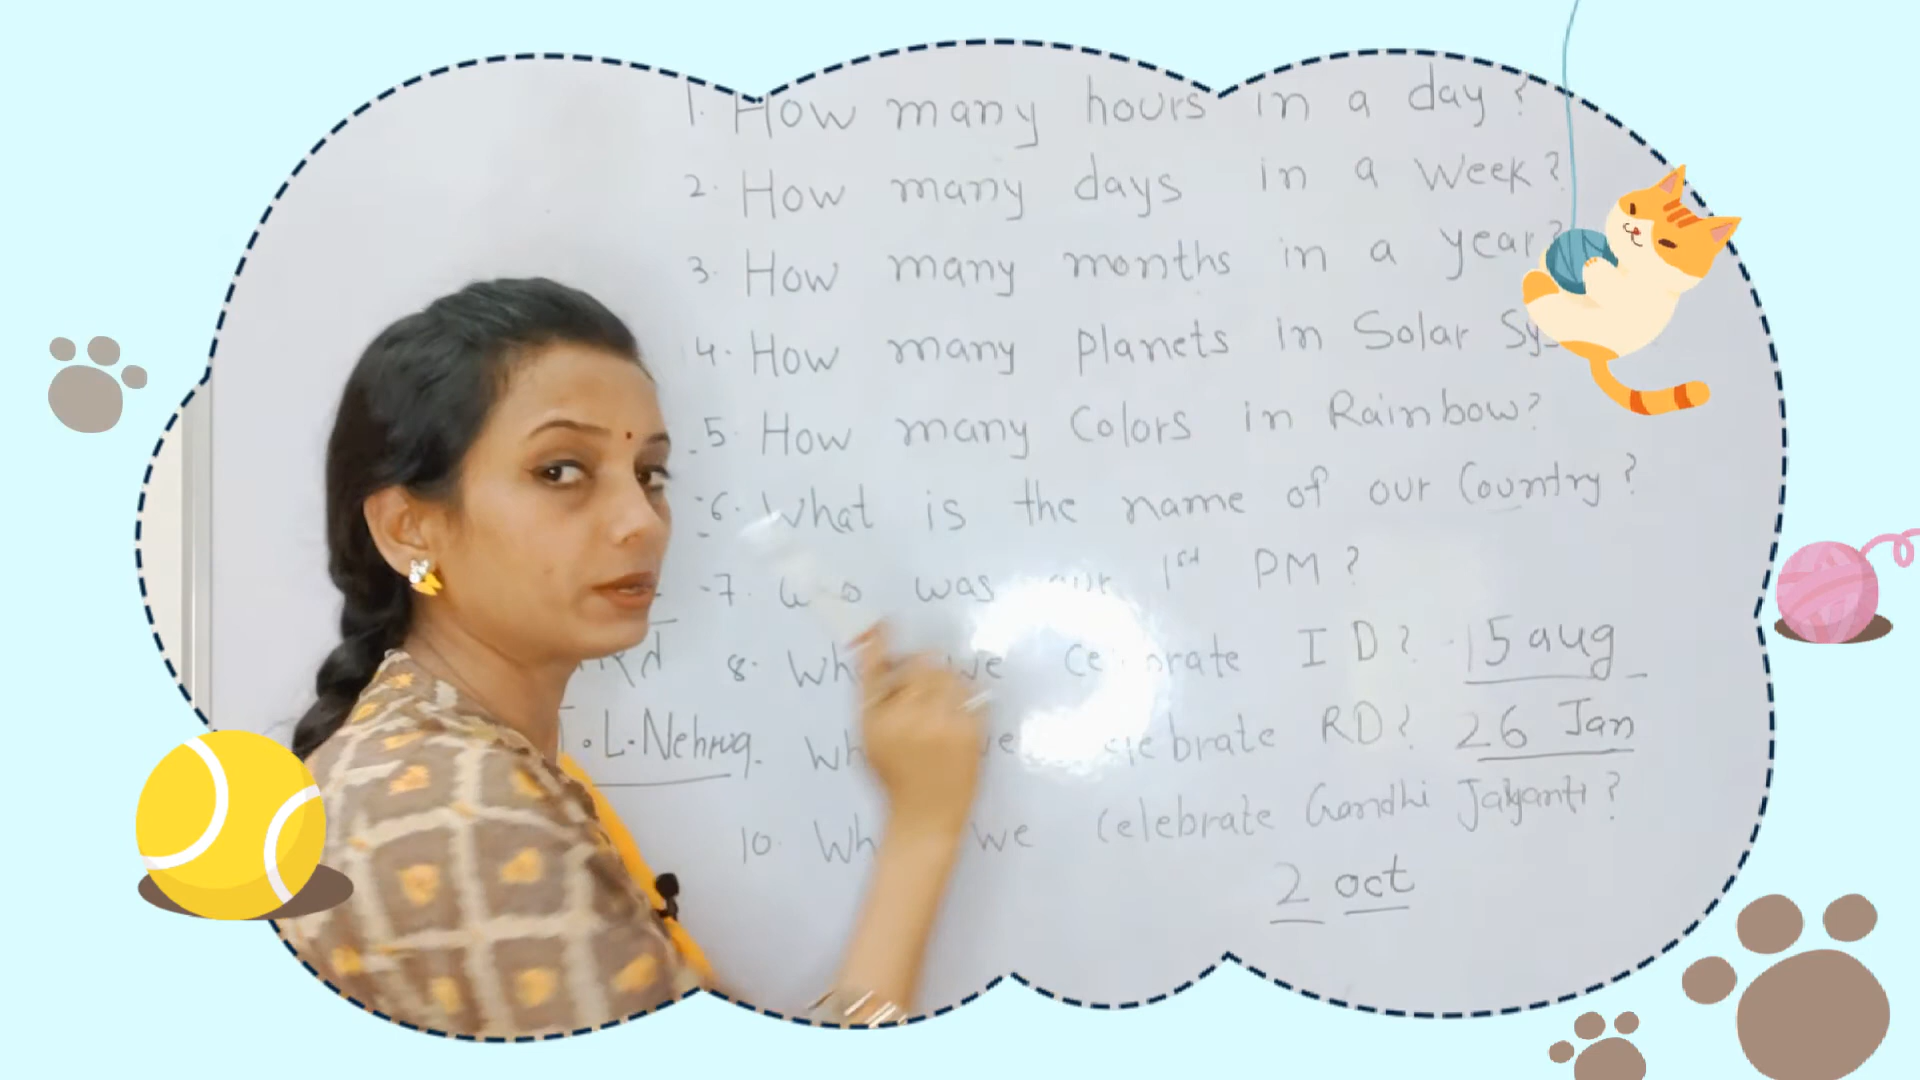 1. How many hours in a day?
2. How many days in a Week?
3. How many months in a year?
4. How many planets in Solar
5. How many Colors in Rainbow?
6. What is the name of our Country?
7. was 1st PM?
8. we ID? 15 aug
J.L.Nehru. RD? 26 Jan
10. we Celebrate Gandhi Jayanti?
2 oct